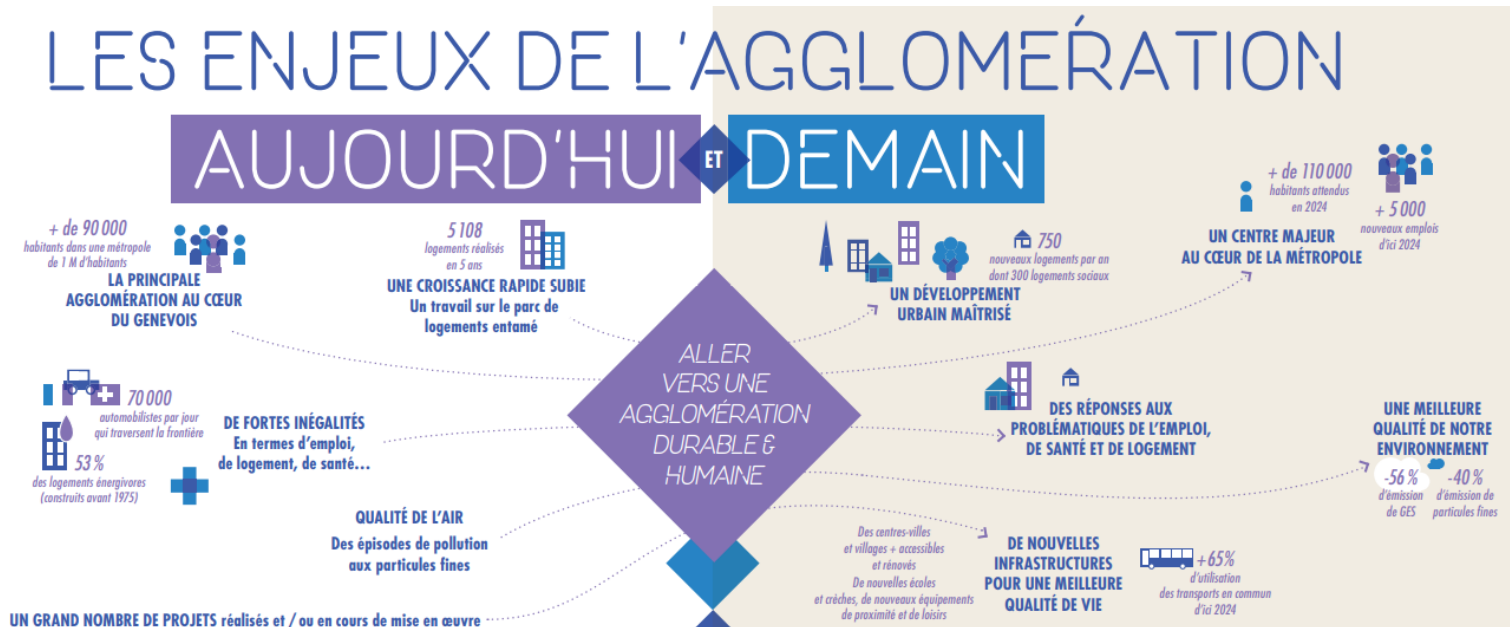 LES ENJEUX DE L'AGGLOMÉRATION
AUJOURD'HUI ET DEMAIN
+ de 90 000
habitants dans une métropole
de 1 M d'habitants
LA PRINCIPALE
AGGLOMÉRATION AU CŒUR
DU GENEVOIS
5 108
logements réalisés
en 5 ans
UNE CROISSANCE RAPIDE SUBIE
Un travail sur le parc de
logements entamé
70 000
automobilistes par jour
qui traversent la frontière
53 %
des logements énergivores
(construits avant 1975)
DE FORTES INÉGALITÉS
En termes d'emploi,
de logement, de santé...
QUALITÉ DE L'AIR
Des épisodes de pollution
aux particules fines
UN GRAND NOMBRE DE PROJETS réalisés et / ou en cours de mise en œuvre
ALLER
VERS UNE
AGGLOMÉRATION
DURABLE &
HUMAINE
750
nouveaux logements par an
dont 300 logements sociaux
UN DÉVELOPPEMENT
URBAIN MAÎTRISÉ
+ de 110 000
habitants attendus
en 2024
+ 5 000
nouveaux emplois
d'ici 2024
UN CENTRE MAJEUR
AU CŒUR DE LA MÉTROPOLE
DES RÉPONSES AUX
PROBLÉMATIQUES DE L'EMPLOI,
DE SANTÉ ET DE LOGEMENT
UNE MEILLEURE
QUALITÉ DE NOTRE
ENVIRONNEMENT
-56 %
d'émission
de GES
-40 %
d'émission de
particules fines
Des centres-villes
et villages + accessibles
et rénovés
De nouvelles écoles
et crèches, de nouveaux équipements
de proximité et de loisirs
DE NOUVELLES
INFRASTRUCTURES
POUR UNE MEILLEURE
QUALITÉ DE VIE
+65%
d'utilisation
des transports en commun
d'ici 2024